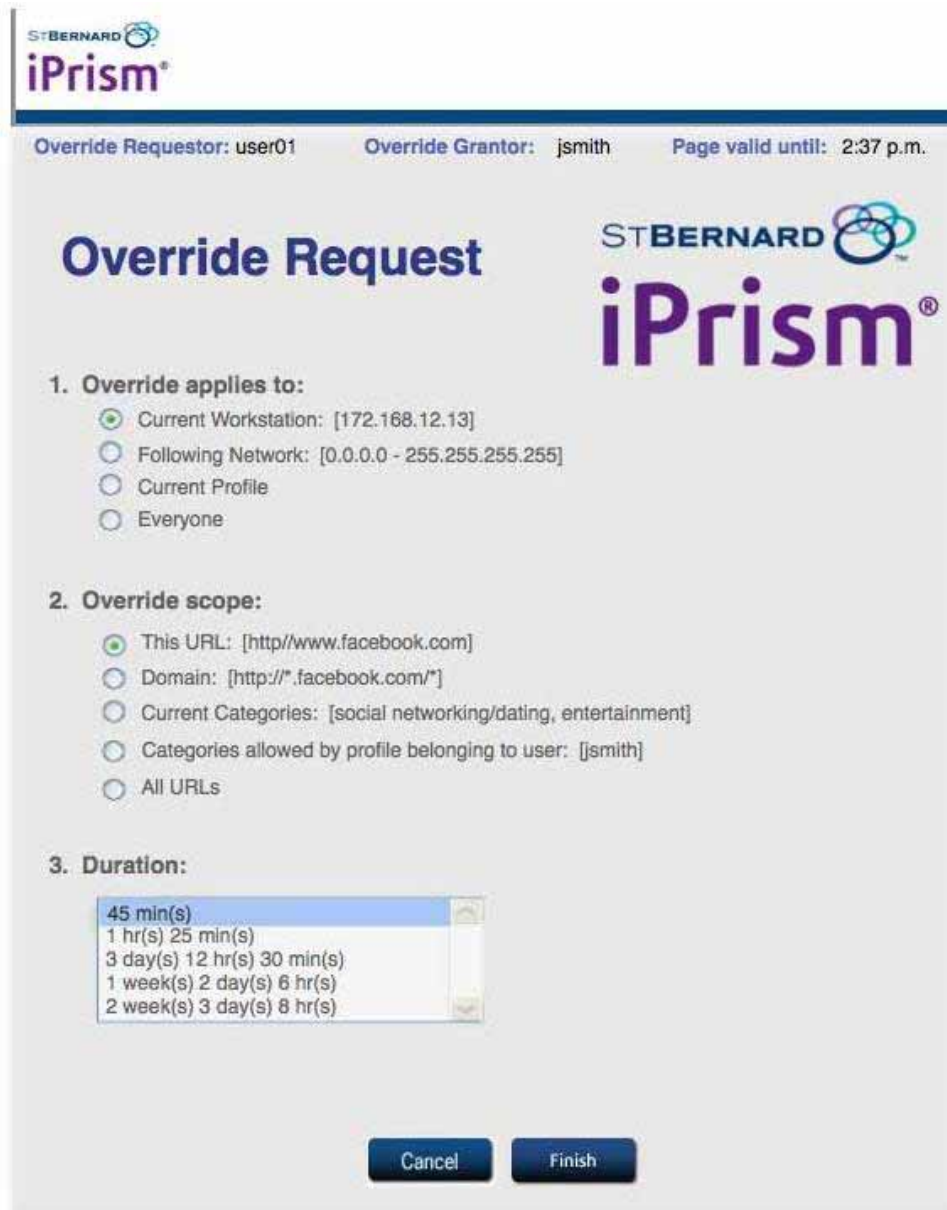 STBERNARD
iPrism®
Override Requestor: user01 Override Grantor: jsmith Page valid until: 2:37 p.m.
Override Request
STBERNARD™
iPrism®
1. Override applies to:
Current Workstation: [172.168.12.13]
Following Network: [0.0.0.0 - 255.255.255.255]
Current Profile
Everyone
2. Override scope:
This URL: [http//www.facebook.com]
Domain: [http://*.facebook.com/*]
Current Categories: [social networking/dating, entertainment]
Categories allowed by profile belonging to user: [jsmith]
All URLs
3. Duration:
45 min(s)
1 hr(s) 25 min(s)
3 day(s) 12 hr(s) 30 min(s)
1 week(s) 2 day(s) 6 hr(s)
2 week(s) 3 day(s) 8 hr(s)
Cancel Finish